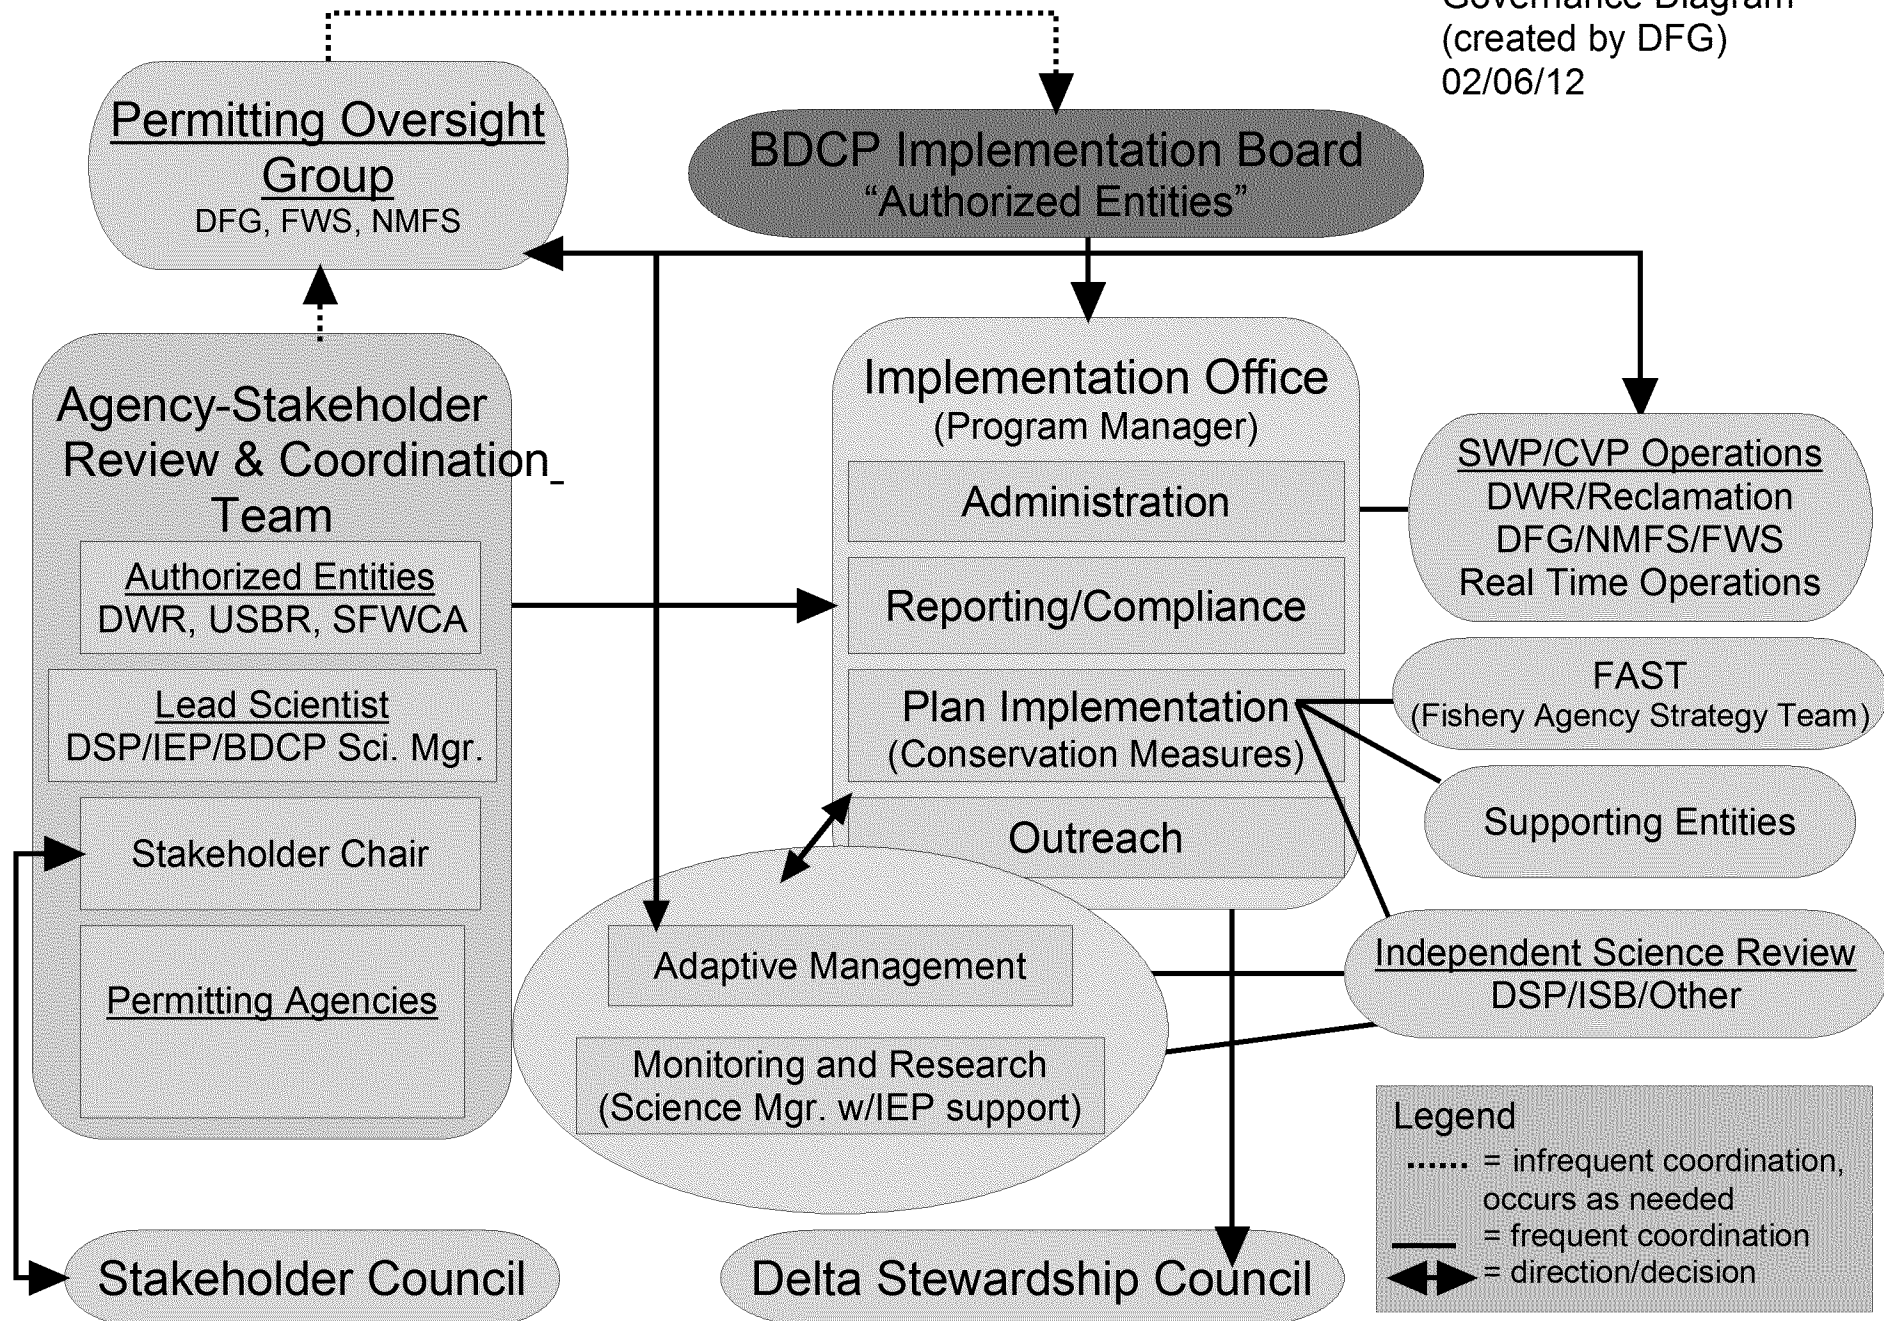 Governance Diagram
(created by DFG)
02/06/12
Permitting Oversight
Group
DFG, FWS, NMFS
BDCP Implementation Board
“Authorized Entities”
Agency-Stakeholder
Review & Coordination_
Team
Authorized Entities
DWR, USBR, SFWCA
Lead Scientist
DSP/IEP/BDCP Sci. Mgr.
Stakeholder Chair
Permitting Agencies
Implementation Office
(Program Manager)
Administration
Reporting/Compliance
Plan Implementation
(Conservation Measures)
Outreach
SWP/CVP Operations
DWR/Reclamation
DFG/NMFS/FWS
Real Time Operations
FAST
(Fishery Agency Strategy Team)
Supporting Entities
Independent Science Review
DSP/ISB/Other
Adaptive Management
Monitoring and Research
(Science Mgr. w/IEP support)
Legend
= infrequent coordination,
occurs as needed
= frequent coordination
= direction/decision
Stakeholder Council
Delta Stewardship Council